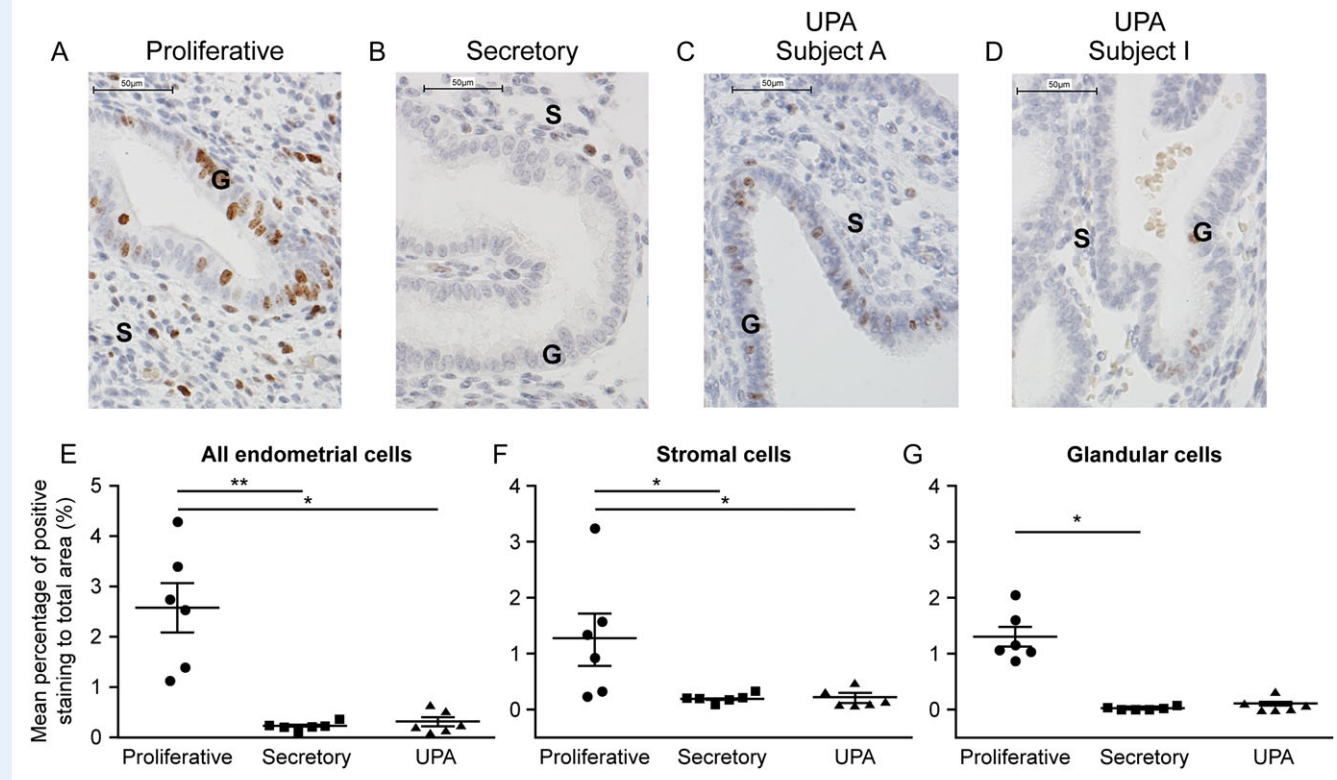 A Proliferative
B Secretory
C UPA
Subject A
D UPA
Subject I
50µm
G
S
50µm
S
G
50µm
S
G
50µm
S
G
E All endometrial cells
Mean percentage of positive
staining to total area (%)
5
4
3
2
1
0
**
*
Proliferative Secretory UPA
F Stromal cells
4
3
2
1
0
*
*
Proliferative Secretory UPA
G Glandular cells
4
3
2
1
0
*
Proliferative Secretory UPA